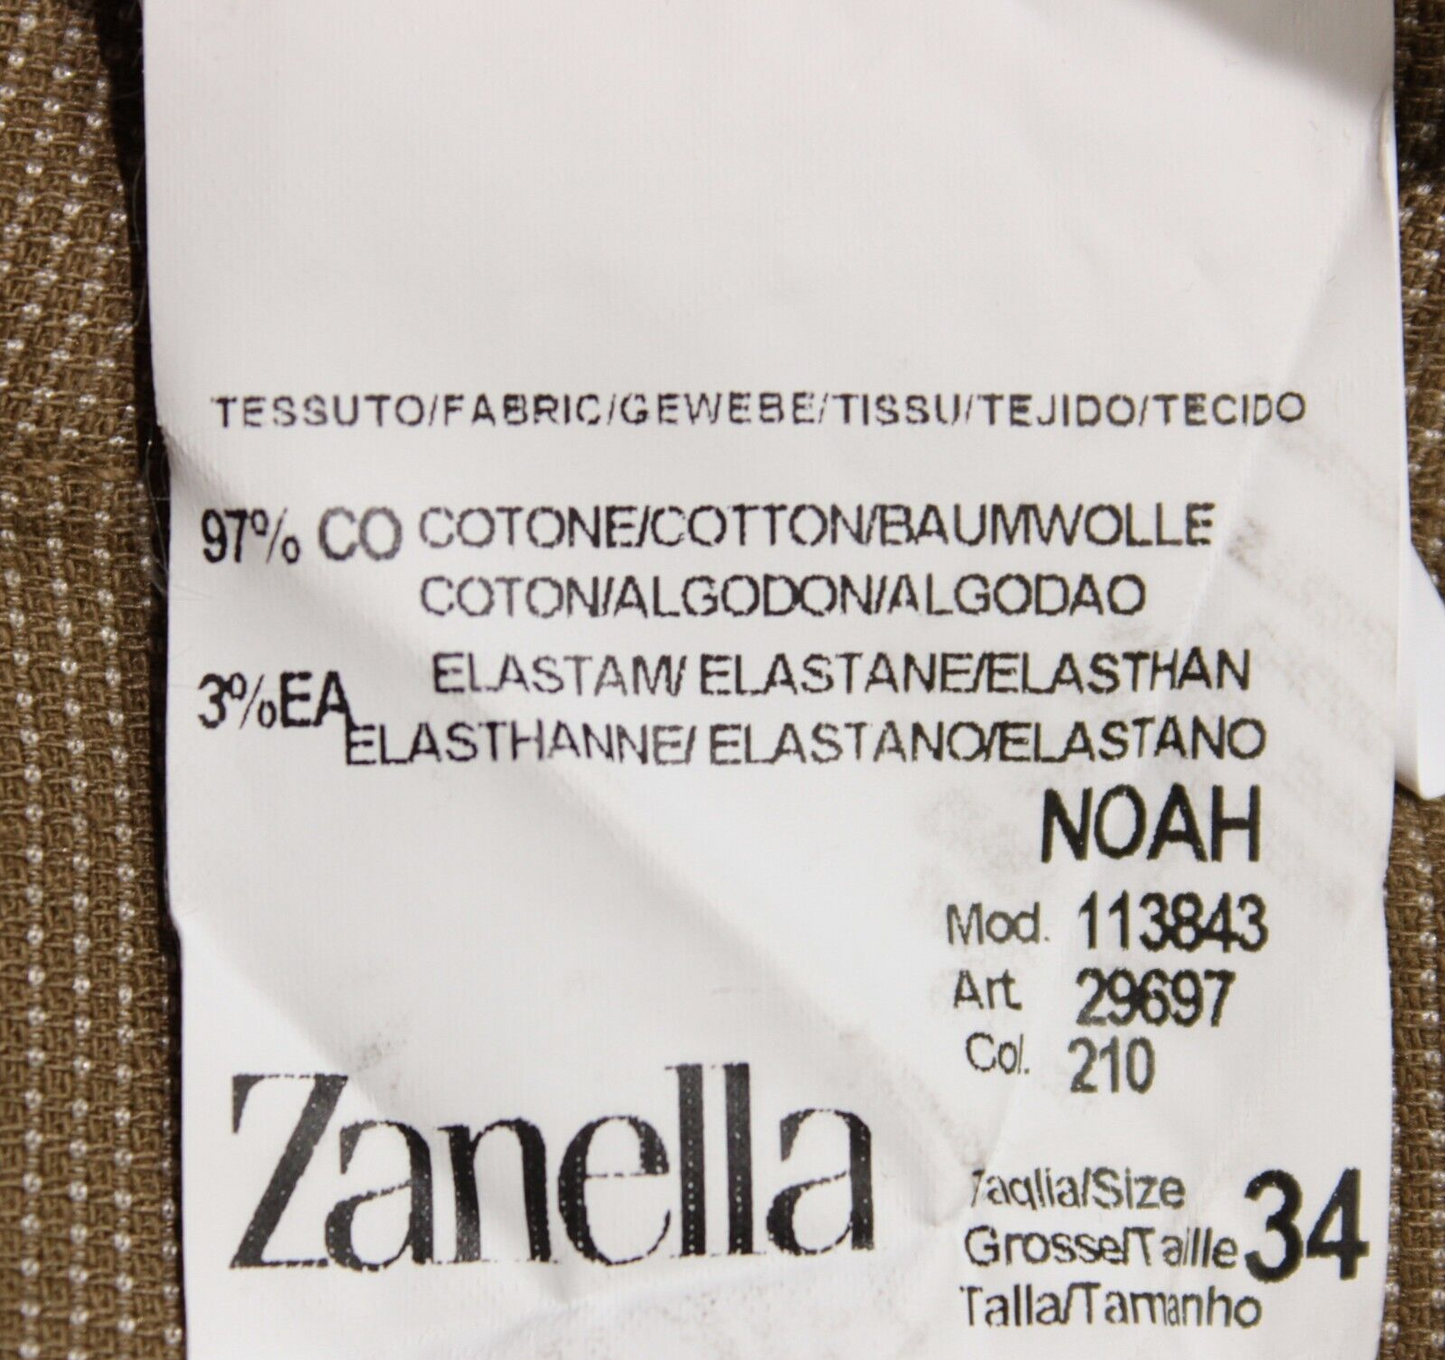 TESSUTO/FABRIC/GEWEBE/TISSU/TEJIDO/TECIDO
97% CO COTONE/COTTON/BAUMWOLLE
COTON/ALGODON/ALGODAO
3%EA ELASTAM/ ELASTANE/ELASTHAN
ELASTHANNE/ ELASTANO/ELASTANO
NOAH
Mod. 113843
Art. 29697
Col. 210
Zanella
Taglia/Size
Grosse/Taille 34
Talla/Tamanho